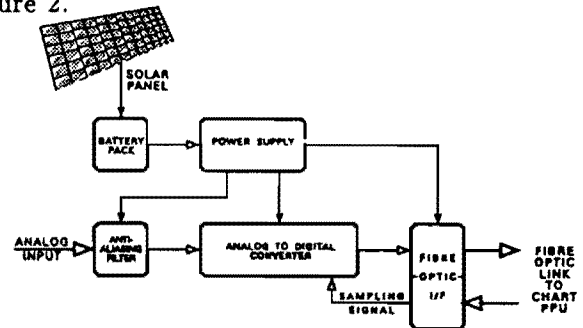 ure 2.
SOLAR
PANEL
BATTERY
PACK
POWER SUPPLY
ANALOG
INPUT
ANTI-
ALIASING
FILTER
ANALOG TO DIGITAL
CONVERTER
FIBRE
OPTIC
I/F
SAMPLING
SIGNAL
FIBRE
OPTIC
LINK
TO
CHART
PPU